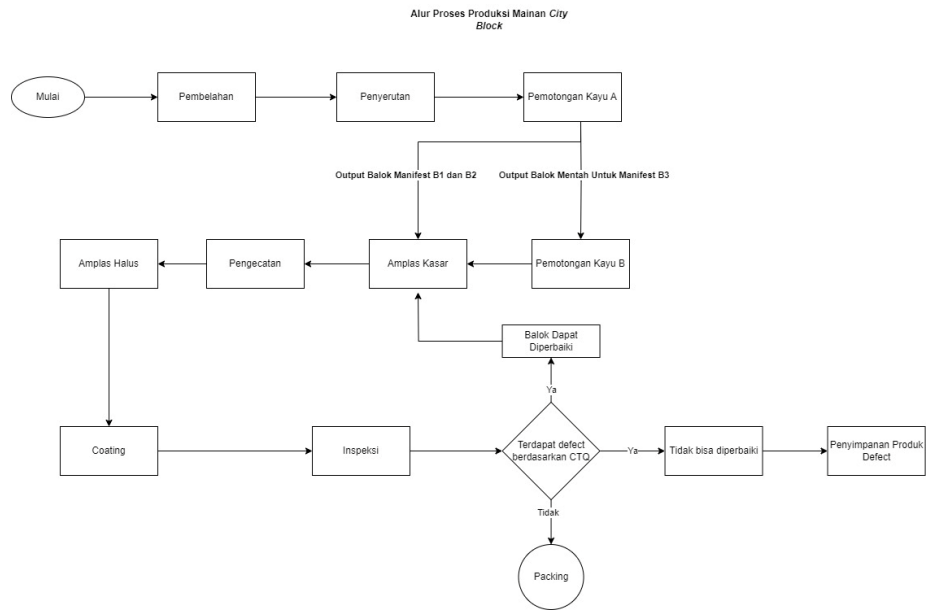 Alur Proses Produksi Mainan City
Block
Mulai
Pembelahan
Penyerutan
Pemotongan Kayu A
Output Balok Manifest B1 dan B2
Output Balok Mentah Untuk Manifest B3
Amplas Halus
Pengecatan
Amplas Kasar
Pemotongan Kayu B
Balok Dapat
Diperbaiki
Ya
Coating
Inspeksi
Terdapat defect
berdasarkan CTQ
Ya
Tidak bisa diperbaiki
Penyimpanan Produk
Defect
Tidak
Packing